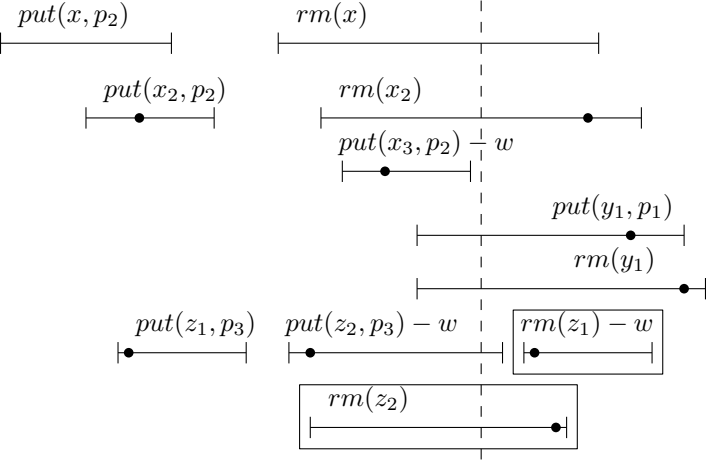 put(x, p₂) rm(x)
put(x₂, p₂) rm(x₂)
put(x₃, p₂) − w
put(y₁, p₁)
rm(y₁)
put(z₁, p₃) put(z₂, p₃) − w rm(z₁) − w
rm(z₂)